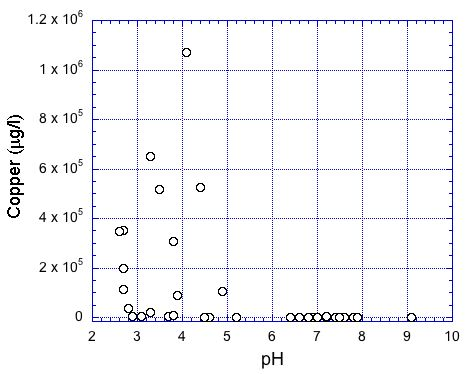 1.2 x 10⁶
1 x 10⁶
8 x 10⁵
6 x 10⁵
4 x 10⁵
2 x 10⁵
0
Copper (µg/l)
2 3 4 5 6 7 8 9 10
pH